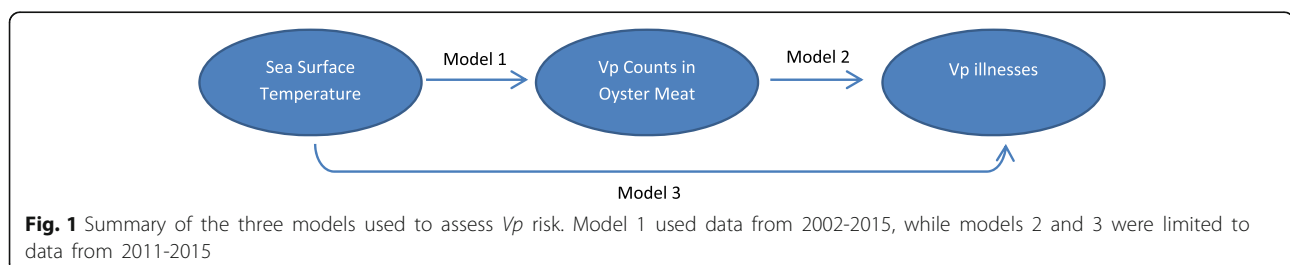 Model 1
Model 2
Sea Surface
Temperature
Vp Counts in
Oyster Meat
Vp illnesses
Model 3
Fig. 1 Summary of the three models used to assess Vp risk. Model 1 used data from 2002-2015, while models 2 and 3 were limited to
data from 2011-2015